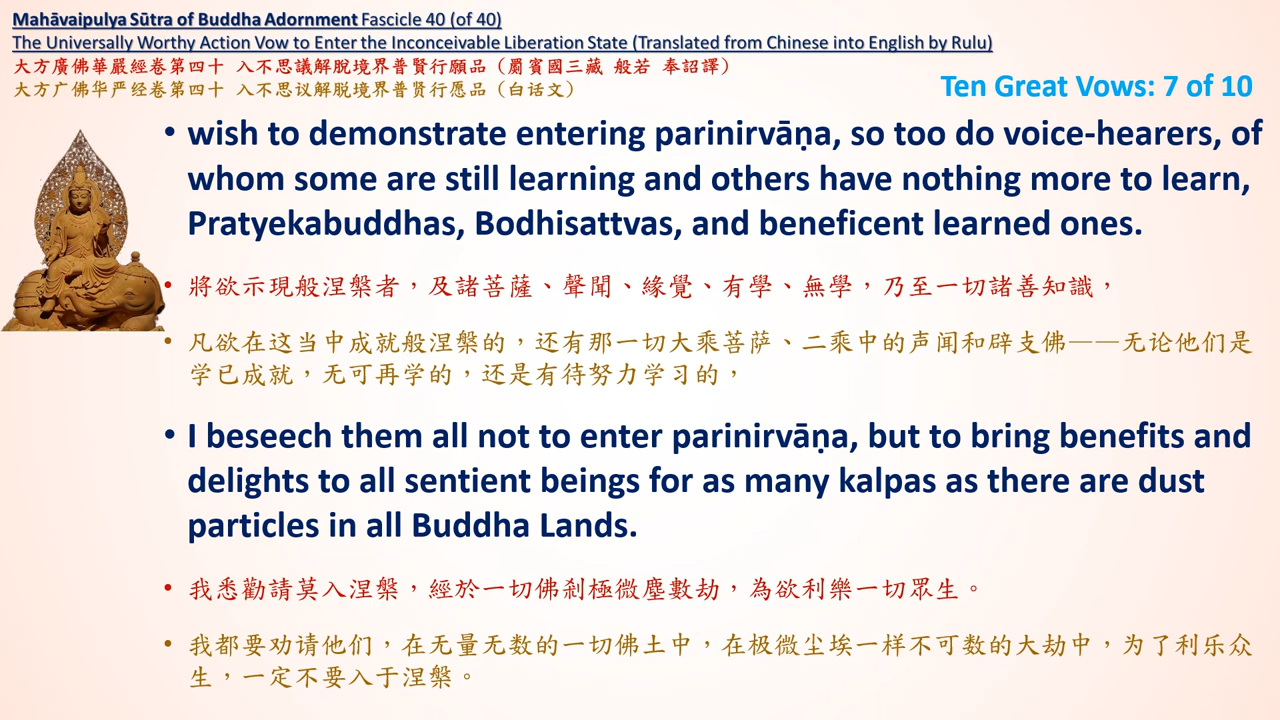 Mahāvaipulya Sūtra of Buddha Adornment Fascicle 40 (of 40)
The Universally Worthy Action Vow to Enter the Inconceivable Liberation State (Translated from Chinese into English by Rulu)
大方廣佛華嚴經卷第四十 入不思議解脫境界普賢行願品（罽賓國三藏 般若 奉詔譯）
大方广佛华严经卷第四十 入不思议解脱境界普贤行愿品（白话文）
Ten Great Vows: 7 of 10
• wish to demonstrate entering parinirvāṇa, so too do voice-hearers, of
whom some are still learning and others have nothing more to learn,
Pratyekabuddhas, Bodhisattvas, and beneficent learned ones.
• 將欲示現般涅槃者，及諸菩薩、聲聞、緣覺、有學、無學，乃至一切諸善知識，
• 凡欲在这当中成就般涅槃的，还有那一切大乘菩萨、二乘中的声闻和辟支佛——无论他们是
学已成就，无可再学的，还是有待努力学习的，
• I beseech them all not to enter parinirvāṇa, but to bring benefits and
delights to all sentient beings for as many kalpas as there are dust
particles in all Buddha Lands.
• 我悉勸請莫入涅槃，經於一切佛剎極微塵數劫，為欲利樂一切眾生。
• 我都要劝请他们，在无量无数的一切佛土中，在极微尘埃一样不可数的大劫中，为了利乐众
生，一定不要入于涅槃。